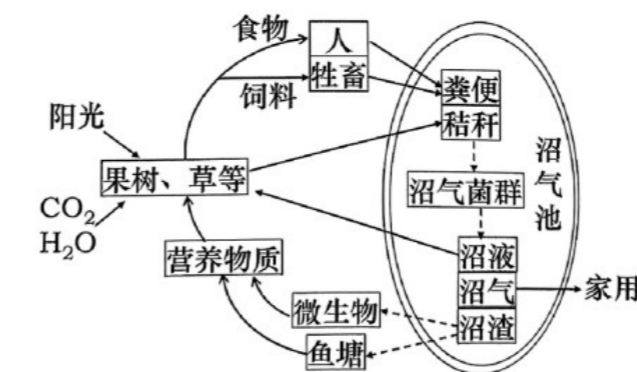 食物
人
牲畜
饲料
粪便
秸秆
阳光
果树、草等
沼气池
沼气菌群
CO₂
H₂O
营养物质
沼液
沼气
家用
沼渣
微生物
鱼塘